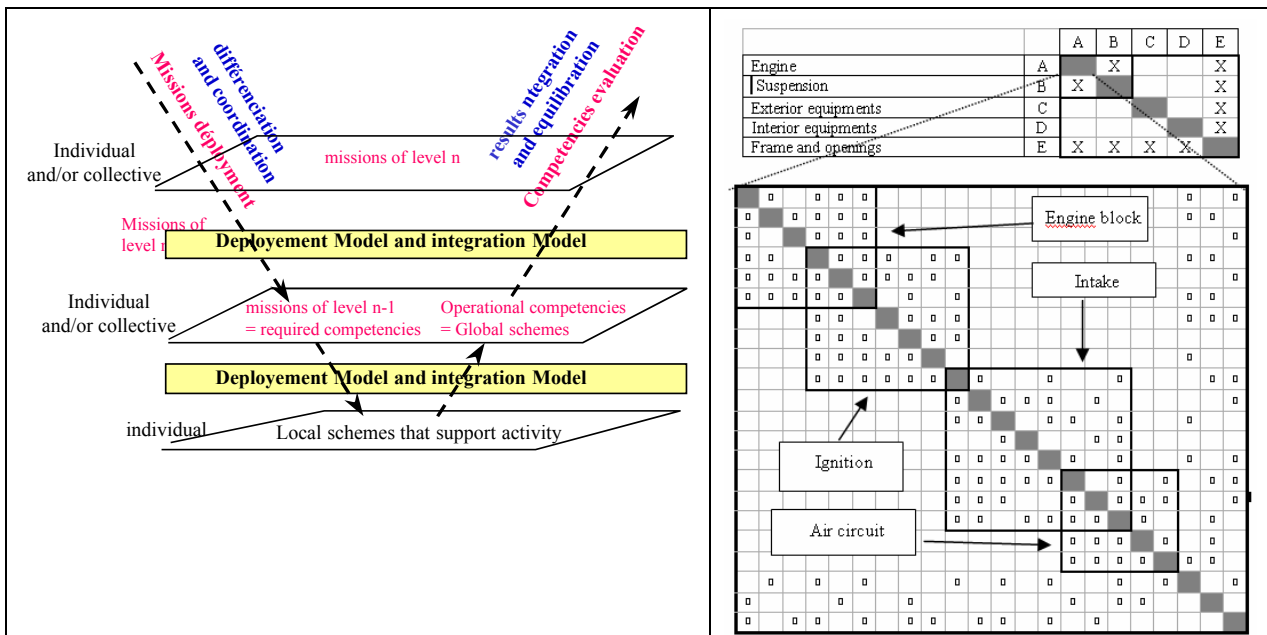 Missions déployment
différenciation
and coordination
results ntegration
and equilibration
Competencies evaluation
Individual
and/or collective
missions of level n
Missions of
level n
Deployement Model and integration Model
Individual
and/or collective
missions of level n-1
= required competencies
Operational competencies
= Global schemes
Deployement Model and integration Model
individual
Local schemes that support activity
A B C D E
Engine A X X
Suspension B X X
Exterior equipments C X
Interior equipments D X
Frame and openings E X X X X
Engine block
Intake
Ignition
Air circuit